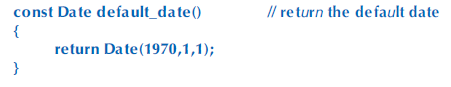 const Date default_date() // return the default date
{
return Date(1970,1,1);
}